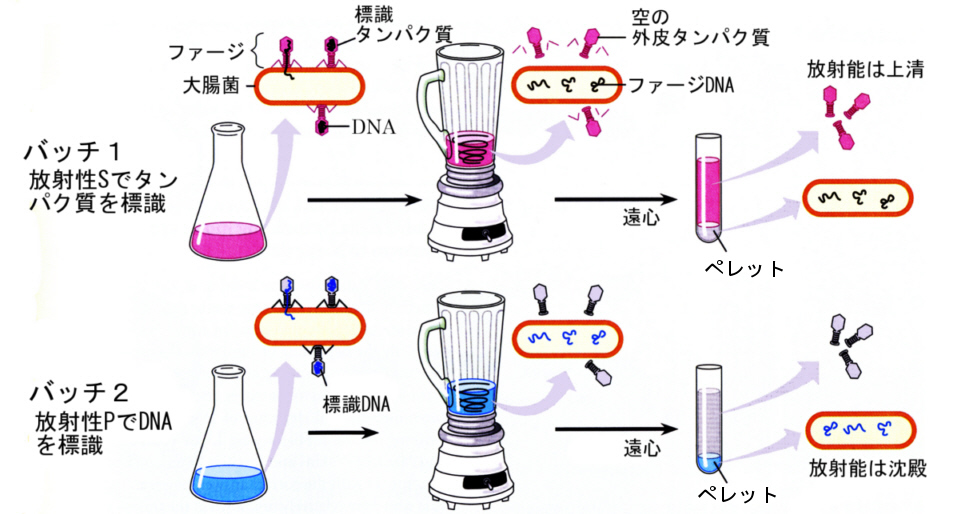 標識
タンパク質
ファージ
大腸菌
DNA
空の
外皮タンパク質
ファージDNA
放射能は上清
バッチ1
放射性Sでタン
パク質を標識
遠心
ペレット
バッチ2
放射性PでDNA
を標識
標識DNA
遠心
ペレット
放射能は沈殿